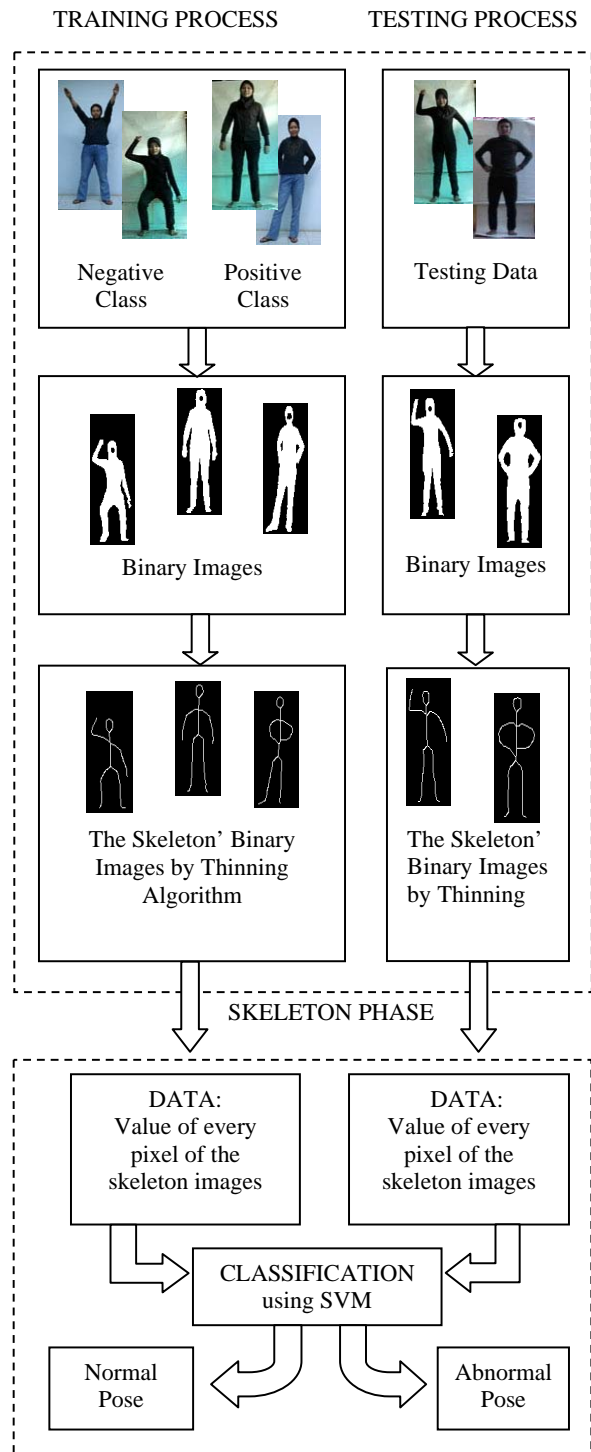 TRAINING PROCESS
TESTING PROCESS
Negative
Class
Positive
Class
Testing Data
Binary Images
Binary Images
The Skeleton’ Binary
Images by Thinning
Algorithm
The Skeleton’
Binary Images
by Thinning
SKELETON PHASE
DATA:
Value of every
pixel of the
skeleton images
DATA:
Value of every
pixel of the
skeleton images
CLASSIFICATION
using SVM
Normal
Pose
Abnormal
Pose